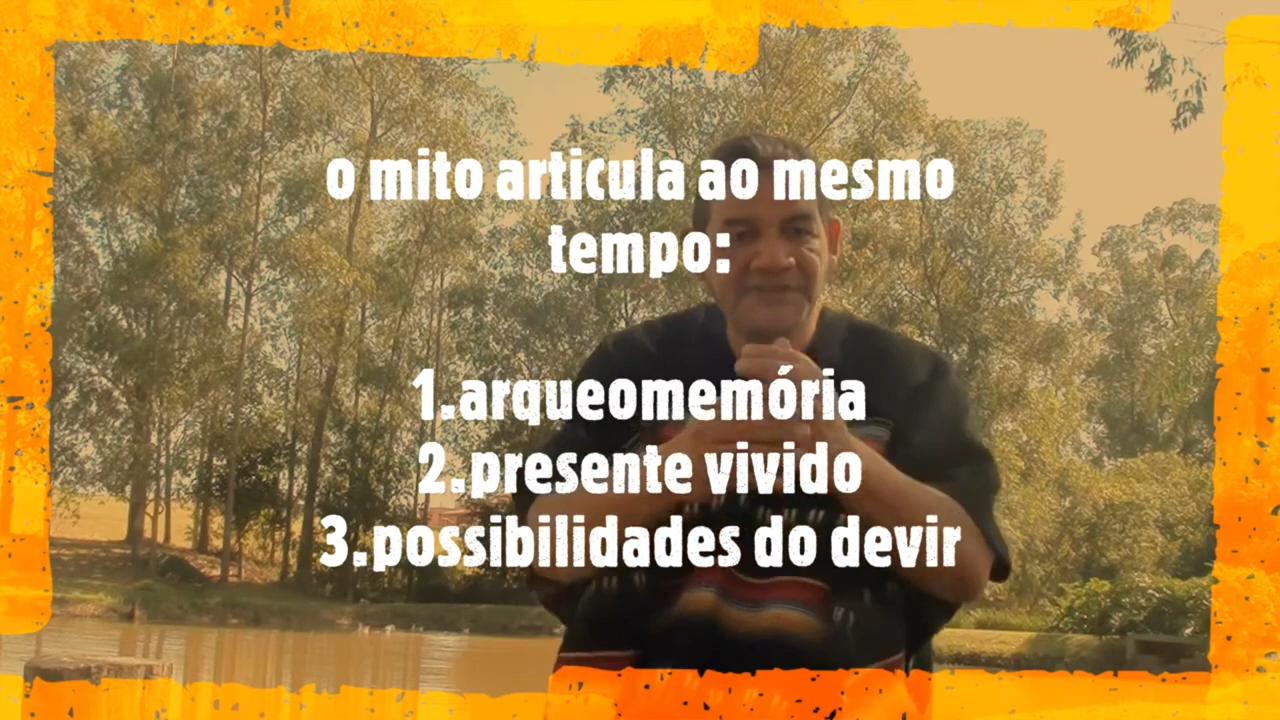 o mito articula ao mesmo
tempo:
1.arqueomemória
2.presente vivido
3.possibilidades do devir